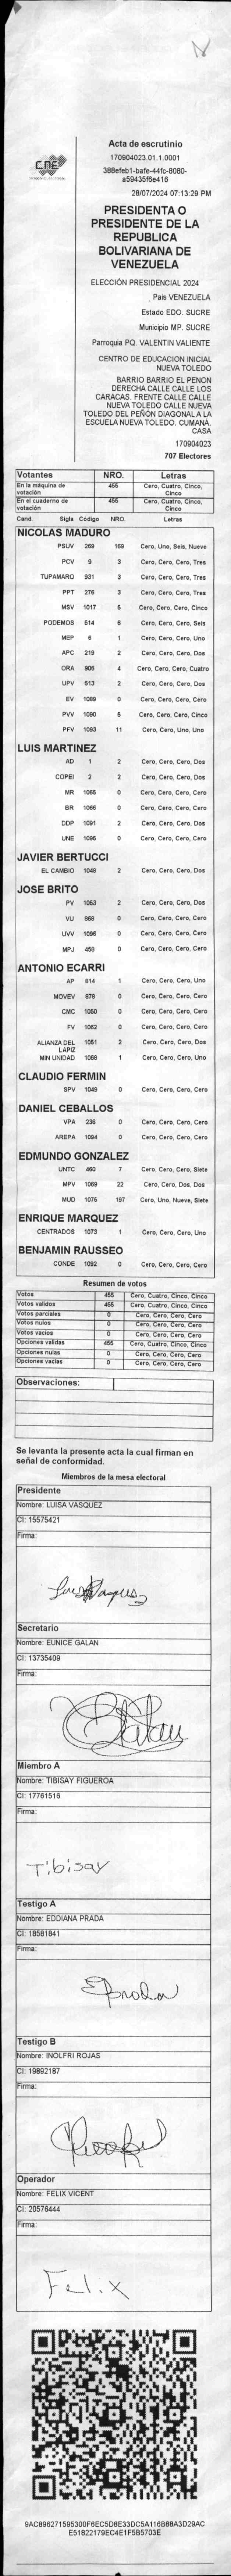 CNE
Acta de escrutinio
170904023.01.1.0001
388efeb1-bafe-44fc-8080-
a59435f6e416
28/07/2024 07:13:29 PM
PRESIDENTA O
PRESIDENTE DE LA
REPUBLICA
BOLIVARIANA DE
VENEZUELA
ELECCIÓN PRESIDENCIAL 2024
País VENEZUELA
Estado EDO. SUCRE
Municipio MP. SUCRE
Parroquia PQ. VALENTIN VALIENTE
CENTRO DE EDUCACION INICIAL
NUEVA TOLEDO
BARRIO BARRIO EL PENON
DERECHA CALLE CALLE LOS
CARACAS. FRENTE CALLE CALLE
NUEVA TOLEDO CALLE NUEVA
TOLEDO DEL PEÑÓN DIAGONAL A LA
ESCUELA NUEVA TOLEDO. CUMANÁ.
CASA
170904023
707 Electores
Votantes NRO. Letras
En la máquina de votación 455 Cero, Cuatro, Cinco, Cinco
En el cuaderno de votación 455 Cero, Cuatro, Cinco, Cinco
Cand. Sigla Código NRO. Letras
NICOLAS MADURO
PSUV 269 169 Cero, Uno, Seis, Nueve
PCV 9 3 Cero, Cero, Cero, Tres
TUPAMARO 931 3 Cero, Cero, Cero, Tres
PPT 276 3 Cero, Cero, Cero, Tres
MSV 1017 5 Cero, Cero, Cero, Cinco
PODEMOS 514 6 Cero, Cero, Cero, Seis
MEP 6 1 Cero, Cero, Cero, Uno
APC 219 2 Cero, Cero, Cero, Dos
ORA 906 4 Cero, Cero, Cero, Cuatro
UPV 613 2 Cero, Cero, Cero, Dos
EV 1089 0 Cero, Cero, Cero, Cero
PVV 1090 5 Cero, Cero, Cero, Cinco
PFV 1093 11 Cero, Cero, Uno, Uno
LUIS MARTINEZ
AD 1 2 Cero, Cero, Cero, Dos
COPEI 2 2 Cero, Cero, Cero, Dos
MR 1065 0 Cero, Cero, Cero, Cero
BR 1066 0 Cero, Cero, Cero, Cero
DDP 1091 2 Cero, Cero, Cero, Dos
UNE 1095 0 Cero, Cero, Cero, Cero
JAVIER BERTUCCI
EL CAMBIO 1048 2 Cero, Cero, Cero, Dos
JOSE BRITO
PV 1053 2 Cero, Cero, Cero, Dos
VU 868 0 Cero, Cero, Cero, Cero
UVV 1096 0 Cero, Cero, Cero, Cero
MPJ 459 0 Cero, Cero, Cero, Cero
ANTONIO ECARRI
AP 914 1 Cero, Cero, Cero, Uno
MOVEV 878 0 Cero, Cero, Cero, Cero
CMC 1050 0 Cero, Cero, Cero, Cero
FV 1052 0 Cero, Cero, Cero, Cero
ALIANZA DEL LAPIZ 1051 2 Cero, Cero, Cero, Dos
MIN UNIDAD 1068 1 Cero, Cero, Cero, Uno
CLAUDIO FERMIN
SPV 1049 0 Cero, Cero, Cero, Cero
DANIEL CEBALLOS
VPA 236 0 Cero, Cero, Cero, Cero
AREPA 1094 0 Cero, Cero, Cero, Cero
EDMUNDO GONZALEZ
UNTC 460 7 Cero, Cero, Cero, Siete
MPV 1069 22 Cero, Cero, Dos, Dos
MUD 1075 197 Cero, Uno, Nueve, Siete
ENRIQUE MARQUEZ
CENTRADOS 1073 1 Cero, Cero, Cero, Uno
BENJAMIN RAUSSEO
CONDE 1092 0 Cero, Cero, Cero, Cero
Resumen de votos
Votos 455 Cero, Cuatro, Cinco, Cinco
Votos validos 455 Cero, Cuatro, Cinco, Cinco
Votos parciales 0 Cero, Cero, Cero, Cero
Votos nulos 0 Cero, Cero, Cero, Cero
Votos vacios 0 Cero, Cero, Cero, Cero
Opciones validas 455 Cero, Cuatro, Cinco, Cinco
Opciones nulas 0 Cero, Cero, Cero, Cero
Opciones vacias 0 Cero, Cero, Cero, Cero
Observaciones:
Se levanta la presente acta la cual firman en
señal de conformidad.
Miembros de la mesa electoral
Presidente
Nombre: LUISA VASQUEZ
CI: 15575421
Firma:
Luisa Vasquez
Secretario
Nombre: EUNICE GALAN
CI: 13735409
Firma:
Miembro A
Nombre: TIBISAY FIGUEROA
CI: 17761516
Firma:
Tibisay
Testigo A
Nombre: EDDIANA PRADA
CI: 18581841
Firma:
EPrada
Testigo B
Nombre: INOLFRI ROJAS
CI: 19892187
Firma:
Operador
Nombre: FELIX VICENT
CI: 20576444
Firma:
Felix
9AC896271595300F6EC5D8E33DC5A116B88A3D29AC
E51822179EC4E1F5B5703E